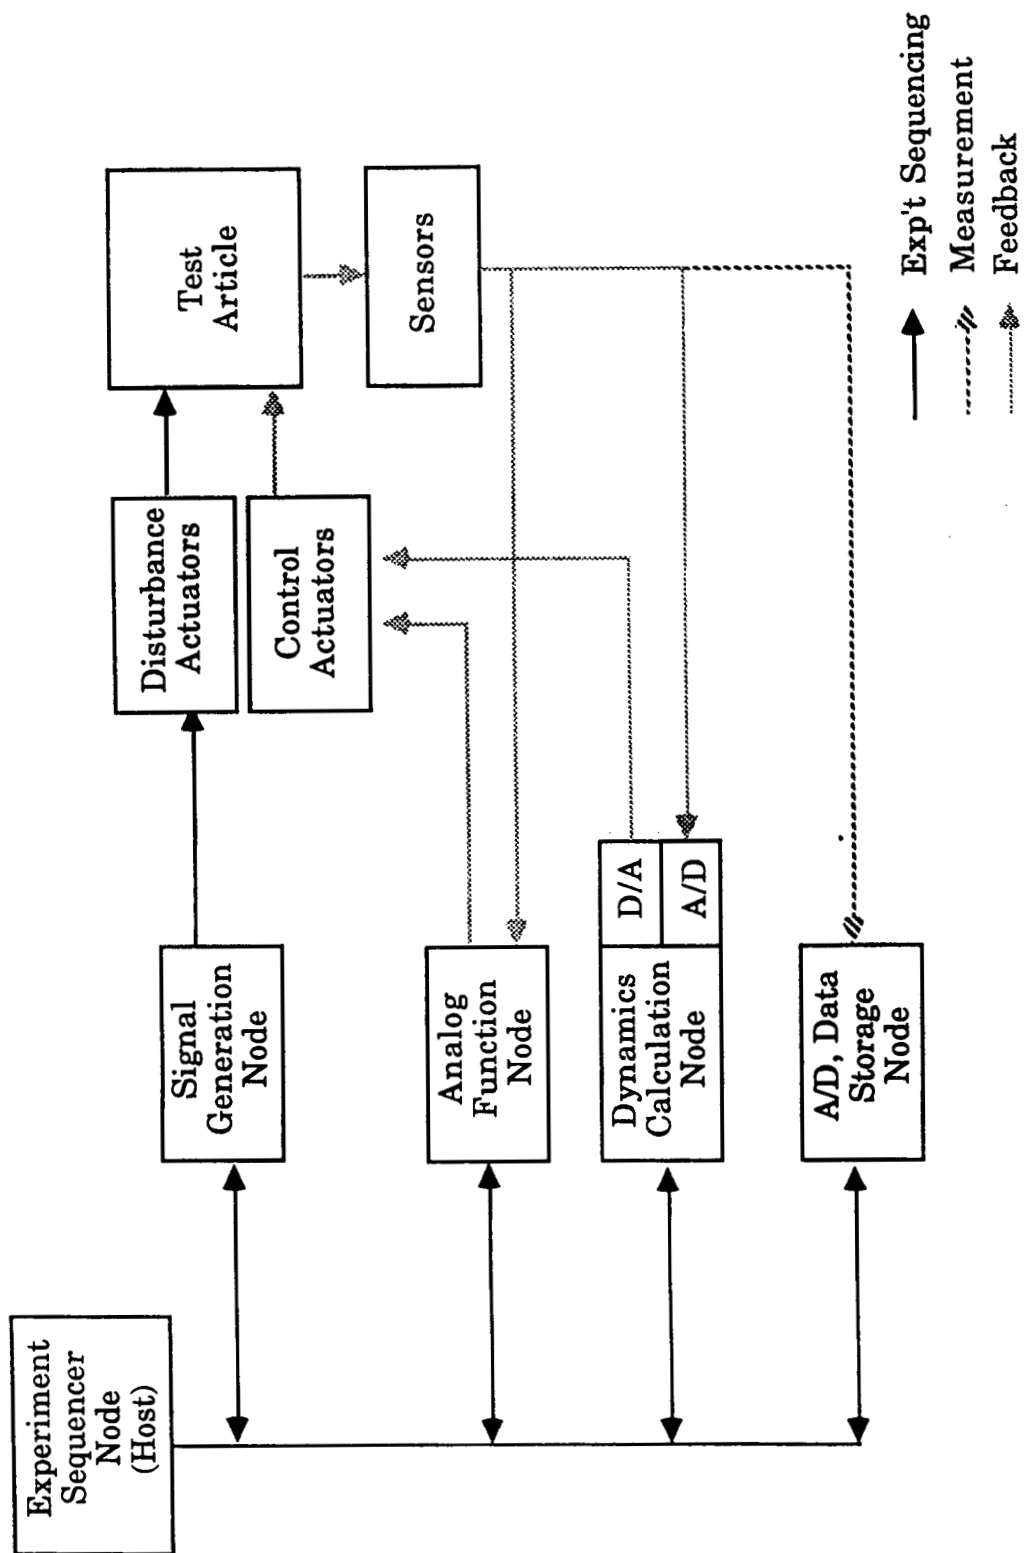 Experiment
Sequencer
Node
(Host)
Signal
Generation
Node
Disturbance
Actuators
Test
Article
Control
Actuators
Sensors
Analog
Function
Node
Dynamics
Calculation
Node
D/A
A/D
A/D, Data
Storage
Node
Exp't Sequencing
Measurement
Feedback